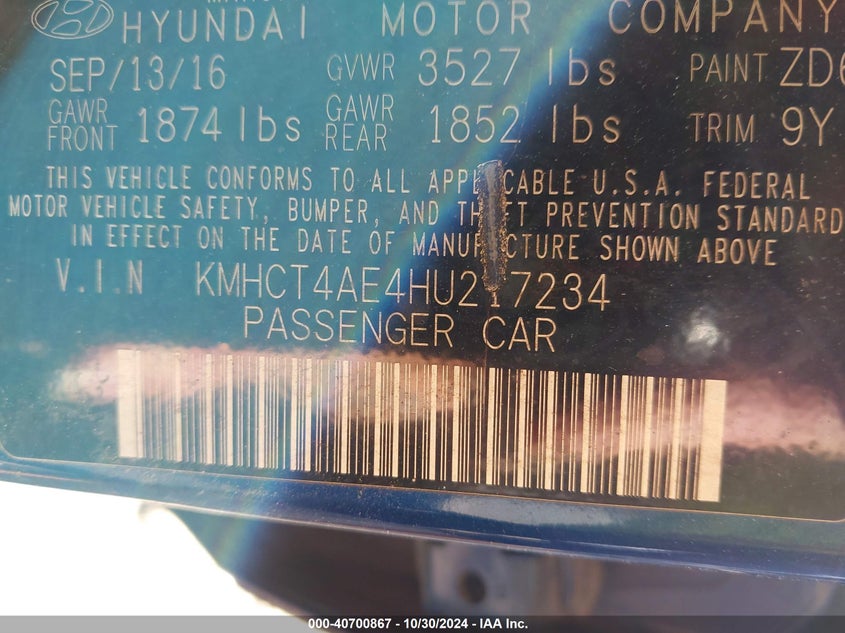 HYUNDAI MOTOR COMPANY
SEP/13/16 GVWR 3527 lbs PAINT ZD6
GAWR FRONT 1874 lbs GAWR REAR 1852 lbs TRIM 9Y
THIS VEHICLE CONFORMS TO ALL APPLICABLE U.S.A. FEDERAL
MOTOR VEHICLE SAFETY, BUMPER, AND THEFT PREVENTION STANDARD
IN EFFECT ON THE DATE OF MANUFACTURE SHOWN ABOVE
V.I.N KMHCT4AE4HU217234
PASSENGER CAR
000-40700867 - 10/30/2024 - IAA Inc.